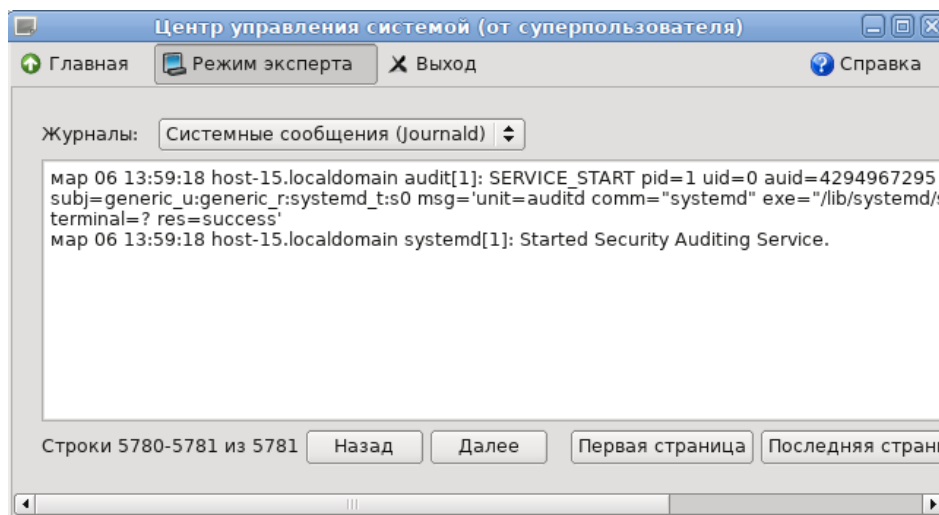 Центр управления системой (от суперпользователя)
Главная Режим эксперта Выход Справка
Журналы: Системные сообщения (Journald)
мар 06 13:59:18 host-15.localdomain audit[1]: SERVICE_START pid=1 uid=0 auid=4294967295
subj=generic_u:generic_r:systemd_t:s0 msg='unit=auditd comm="systemd" exe="/lib/systemd/
terminal=? res=success'
мар 06 13:59:18 host-15.localdomain systemd[1]: Started Security Auditing Service.
Строки 5780-5781 из 5781 Назад Далее Первая страница Последняя